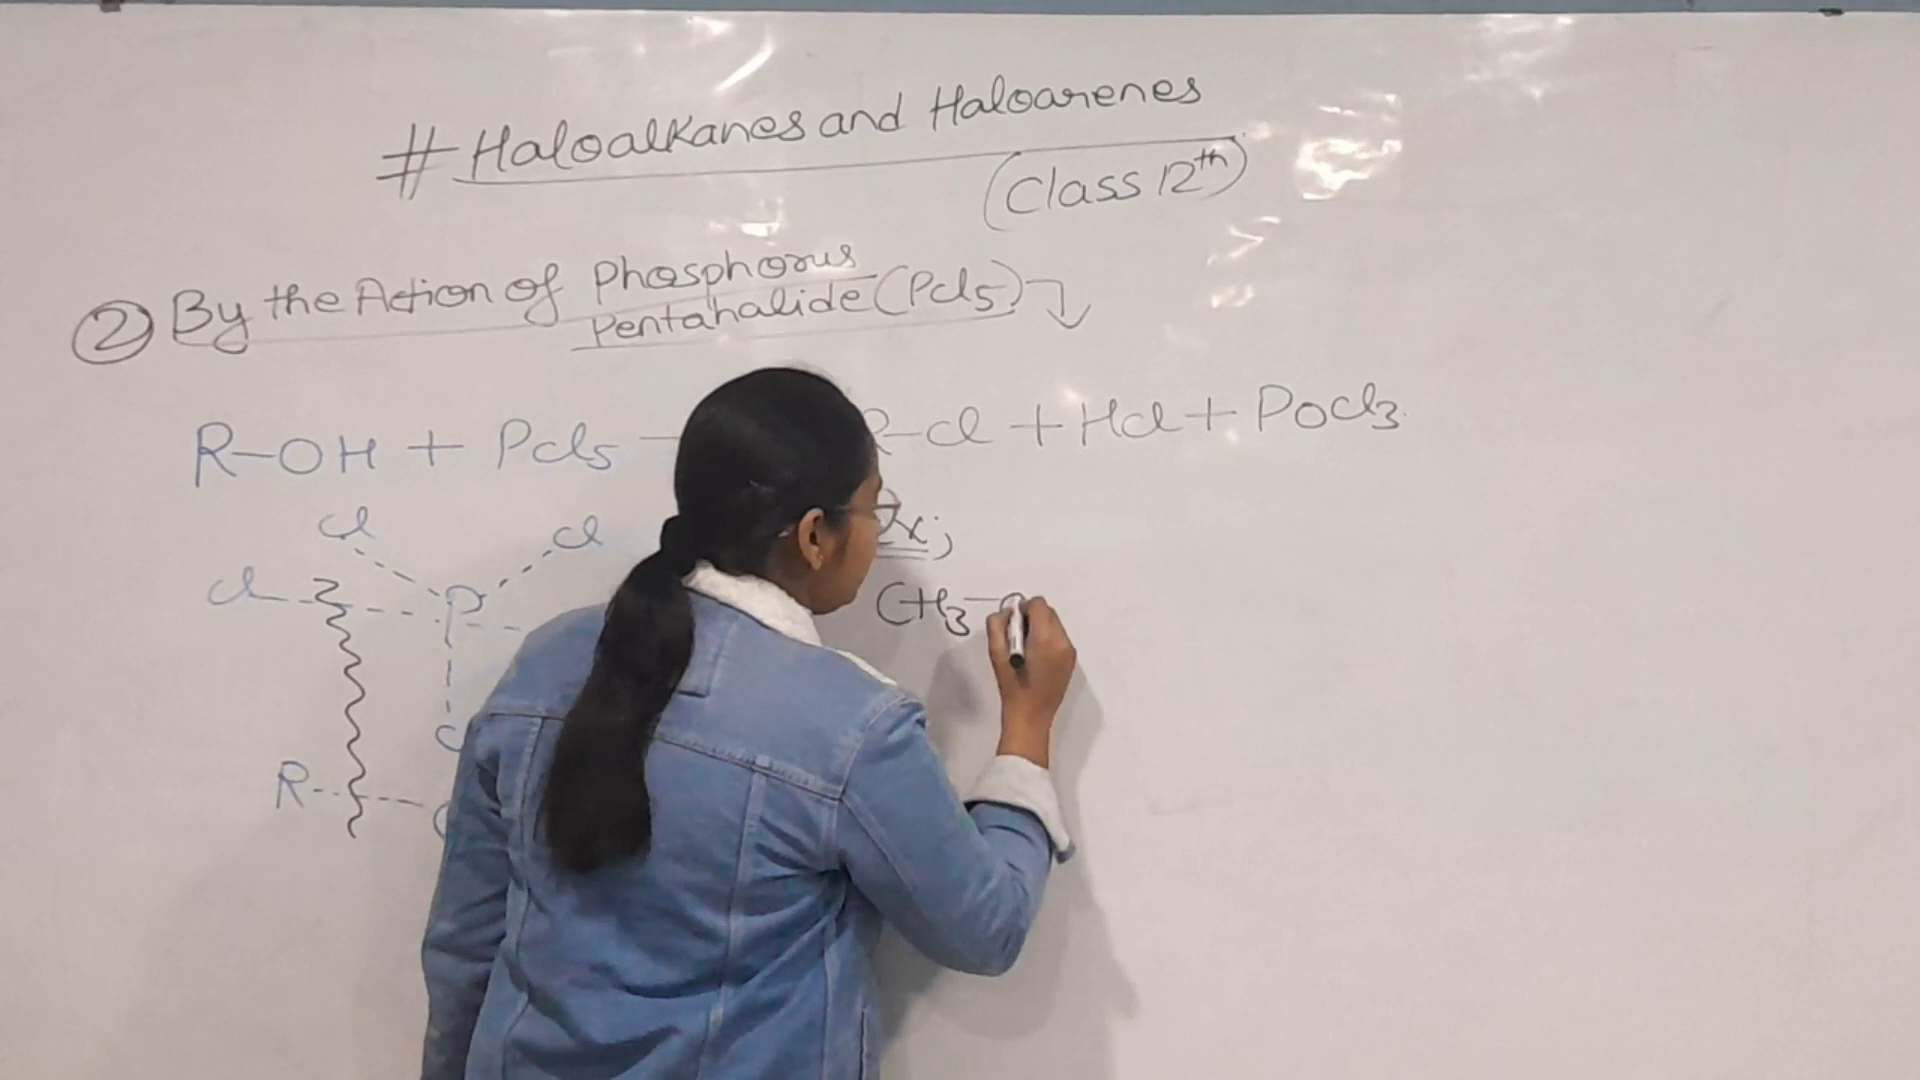 # Haloalkanes and Haloarenes
(Class 12th)
② By the Action of Phosphorus
Pentahalide (PCl5)
R-OH + PCl5 - R-Cl + HCl + POCl3.
Cl Cl
Ex;
Cl P
CH3-
R